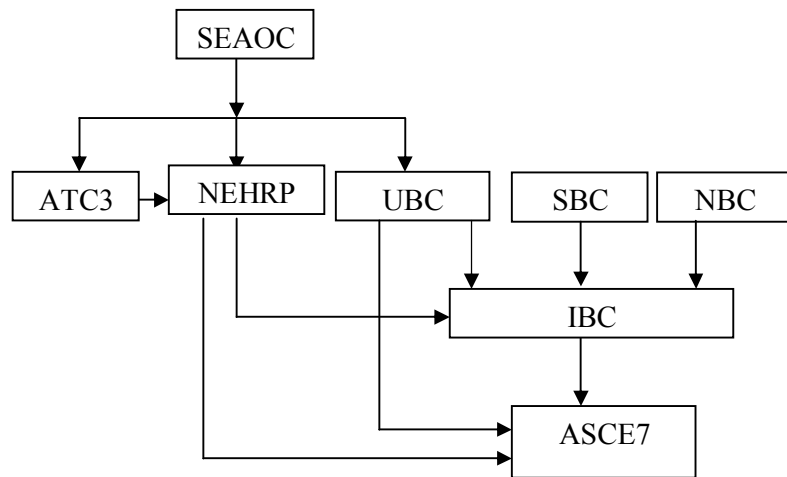 SEAOC
ATC3
NEHRP
UBC
SBC
NBC
IBC
ASCE7